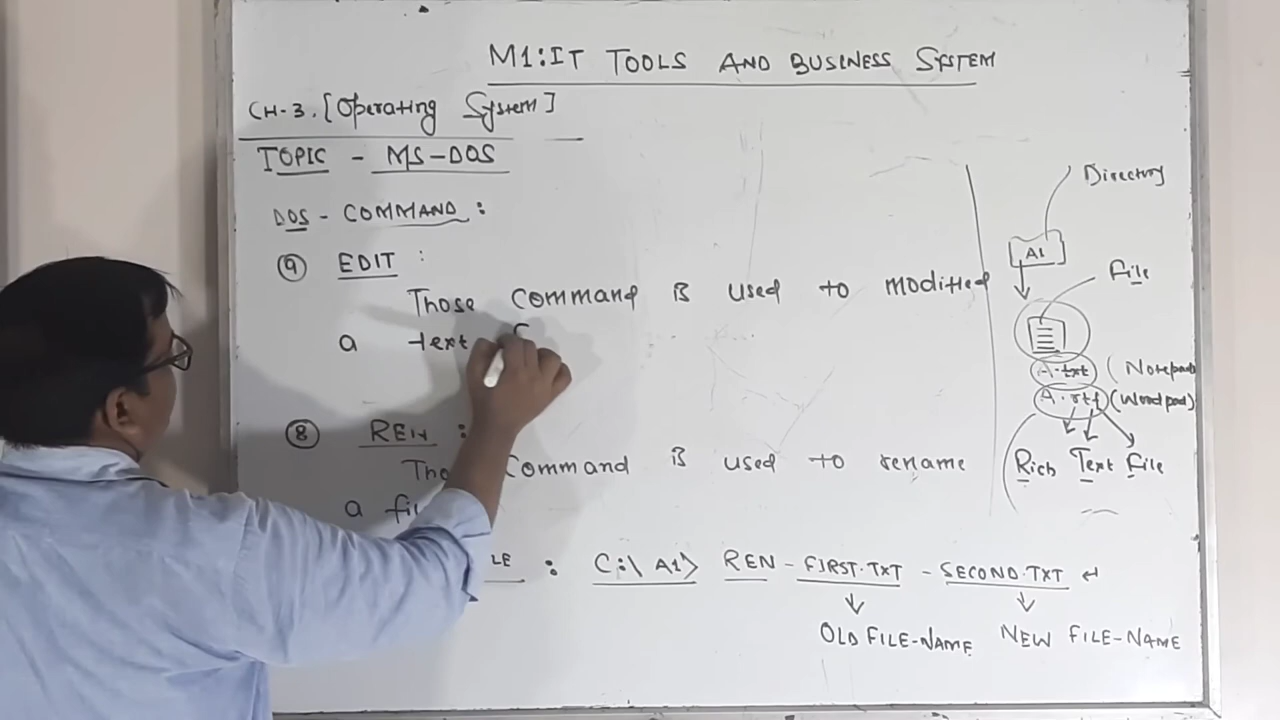 M1:IT TOOLS AND BUSINESS SYSTEM
CH-3.[Operating System]
TOPIC - MS-DOS
DOS - COMMAND :
9 EDIT :
Those Command is used to modified
a text
8 REN :
Command is used to rename
a
: C:\A1> REN - FIRST.TXT - SECOND.TXT ↵
OLD FILE-NAME NEW FILE-NAME
Directory
A1
File
A.txt (Notepad
A.rtf (Wordpad)
Rich Text File